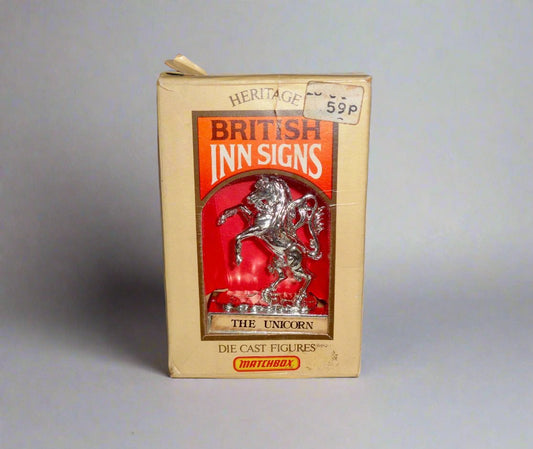 HERITAGE
59P
BRITISH
INN SIGNS
THE UNICORN
DIE CAST FIGURES
MATCHBOX